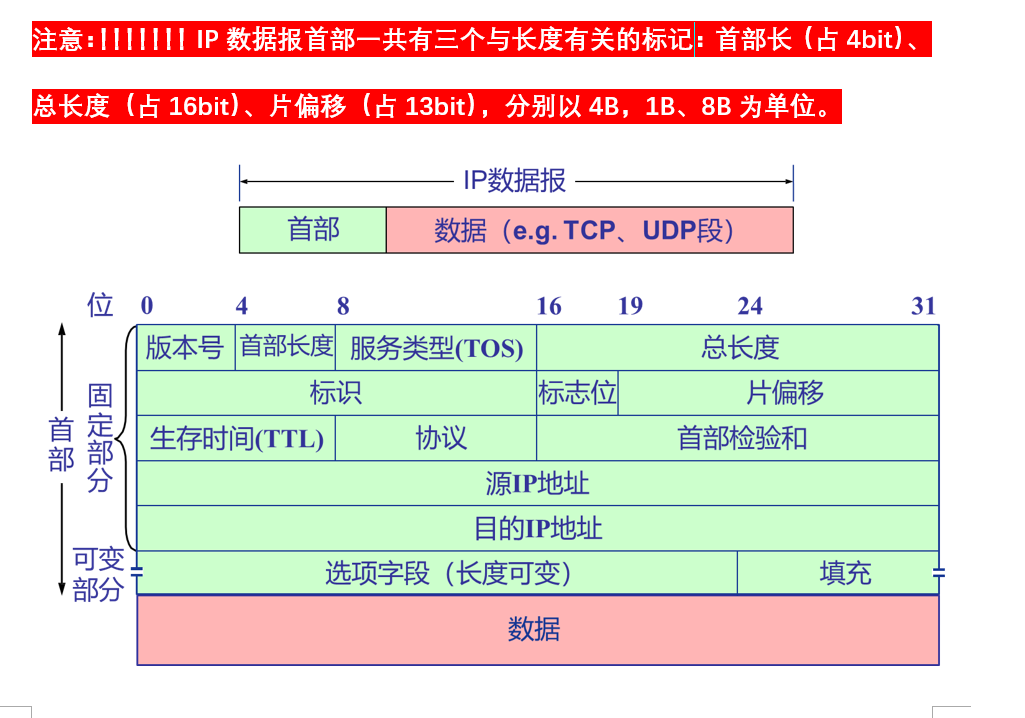 注意：！！！！！！！ IP 数据报首部一共有三个与长度有关的标记：首部长（占 4bit）、
总长度（占 16bit）、片偏移（占 13bit），分别以 4B，1B、8B 为单位。
IP数据报
首部 数据（e.g. TCP、UDP段）
位 0 4 8 16 19 24 31
版本号 首部长度 服务类型(TOS) 总长度
标识 标志位 片偏移
生存时间(TTL) 协议 首部检验和
源IP地址
目的IP地址
选项字段（长度可变） 填充
数据
首部
固定部分
可变
部分